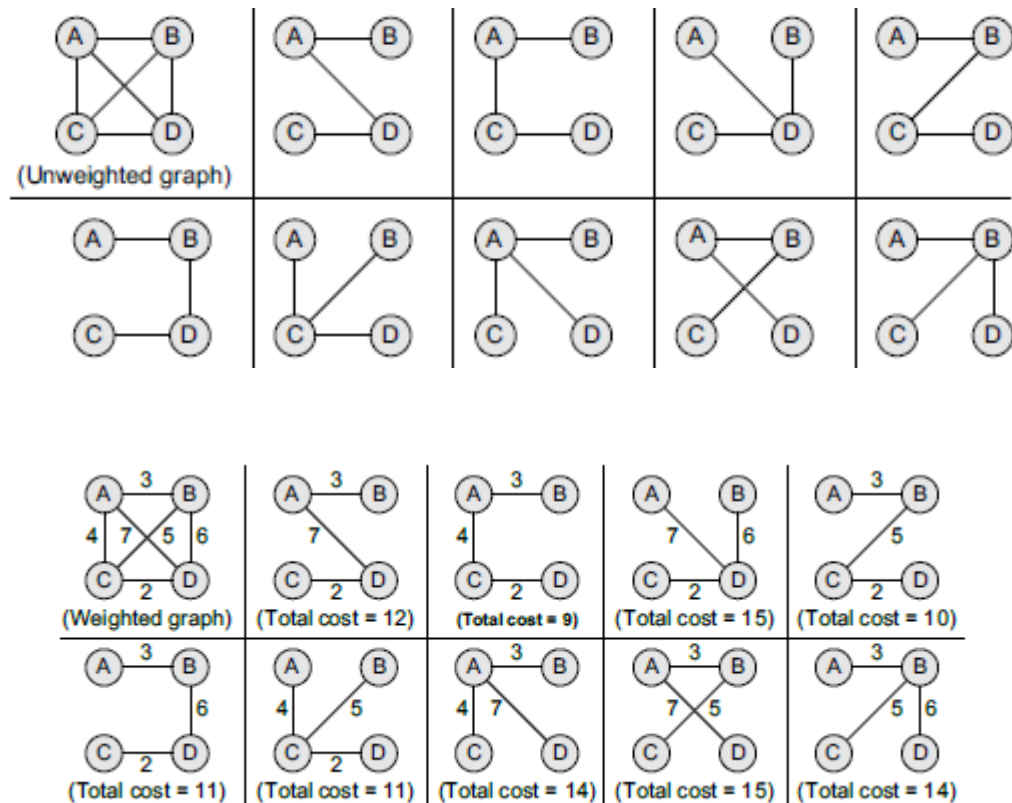 A B A B A B A B A B
C D C D C D C D C D
(Unweighted graph)
A B A B A B A B A B
C D C D C D C D C D
3 3 3 3
A B A B A B A B A B
4 7 5 6 7 4 7 6 5
C D C D C D C D C D
2 2 2 2 2
(Weighted graph) (Total cost = 12) (Total cost = 9) (Total cost = 15) (Total cost = 10)
3 3 3 3
A B A B A B A B A B
6 4 5 4 7 7 5 5 6
C D C D C D C D C D
2 2
(Total cost = 11) (Total cost = 11) (Total cost = 14) (Total cost = 15) (Total cost = 14)